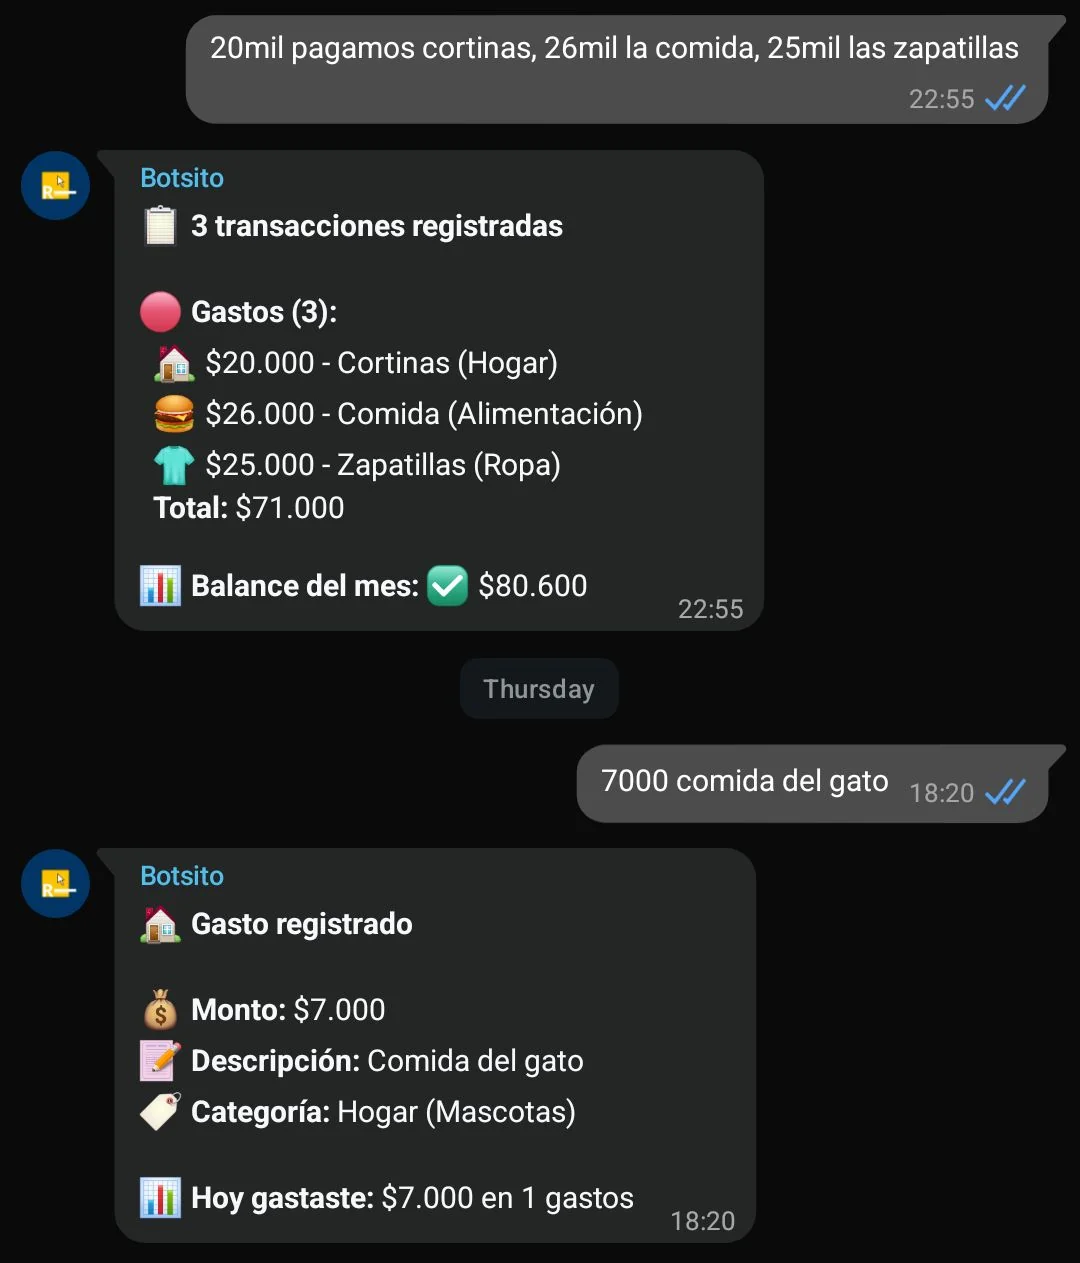 20mil pagamos cortinas, 26mil la comida, 25mil las zapatillas
22:55
Botsito
📋 3 transacciones registradas
🔴 Gastos (3):
🏡 $20.000 - Cortinas (Hogar)
🍔 $26.000 - Comida (Alimentación)
👕 $25.000 - Zapatillas (Ropa)
Total: $71.000
📊 Balance del mes: ✅ $80.600
22:55
Thursday
7000 comida del gato 18:20
Botsito
🏡 Gasto registrado
💰 Monto: $7.000
📝 Descripción: Comida del gato
🏷️ Categoría: Hogar (Mascotas)
📊 Hoy gastaste: $7.000 en 1 gastos
18:20